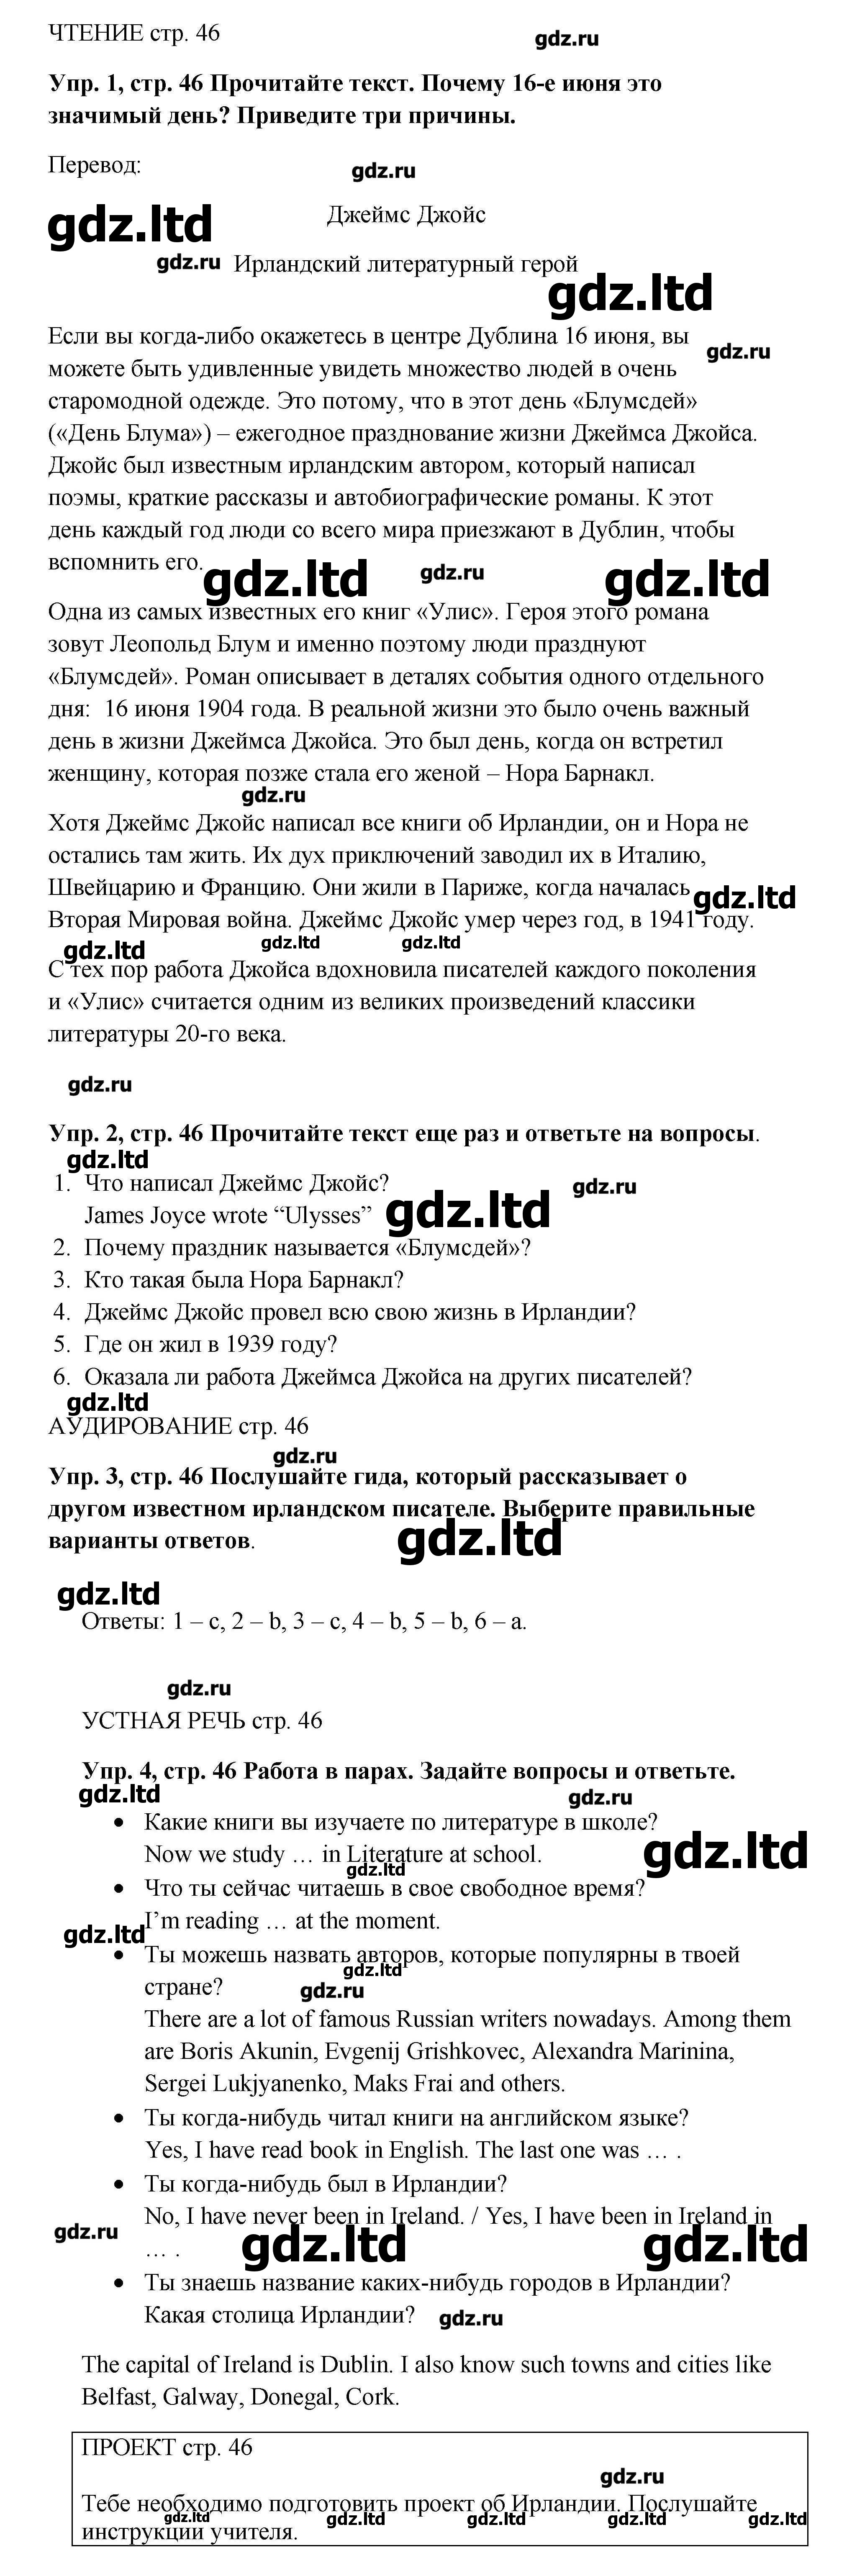 ЧТЕНИЕ стр. 46
gdz.ru
Упр. 1, стр. 46 Прочитайте текст. Почему 16-е июня это
значимый день? Приведите три причины.
Перевод:
gdz.ru
gdz.ltd
Джеймс Джойс
gdz.ru
Ирландский литературный герой
gdz.ltd
Если вы когда-либо окажетесь в центре Дублина 16 июня, вы
gdz.ru
можете быть удивленные увидеть множество людей в очень
старомодной одежде. Это потому, что в этот день «Блумсдей»
(«День Блума») – ежегодное празднование жизни Джеймса Джойса.
Джойс был известным ирландским автором, который написал
поэмы, краткие рассказы и автобиографические романы. К этот
день каждый год люди со всего мира приезжают в Дублин, чтобы
вспомнить его.
gdz.ltd gdz.ru gdz.ltd
Одна из самых известных его книг «Улис». Героя этого романа
зовут Леопольд Блум и именно поэтому люди празднуют
«Блумсдей». Роман описывает в деталях события одного отдельного
дня:  16 июня 1904 года. В реальной жизни это было очень важный
день в жизни Джеймса Джойса. Это был день, когда он встретил
женщину, которая позже стала его женой – Нора Барнакл.
gdz.ru
Хотя Джеймс Джойс написал все книги об Ирландии, он и Нора не
остались там жить. Их дух приключений заводил их в Италию,
Швейцарию и Францию. Они жили в Париже, когда началась
gdz.ltd
Вторая Мировая война. Джеймс Джойс умер через год, в 1941 году.
gdz.ltd gdz.ltd gdz.ltd
С тех пор работа Джойса вдохновила писателей каждого поколения
и «Улис» считается одним из великих произведений классики
литературы 20-го века.
gdz.ru
Упр. 2, стр. 46 Прочитайте текст еще раз и ответьте на вопросы.
gdz.ltd
1. Что написал Джеймс Джойс?
gdz.ru
James Joyce wrote “Ulysses”
gdz.ltd
2. Почему праздник называется «Блумсдей»?
3. Кто такая была Нора Барнакл?
4. Джеймс Джойс провел всю свою жизнь в Ирландии?
5. Где он жил в 1939 году?
6. Оказала ли работа Джеймса Джойса на других писателей?
gdz.ltd
АУДИРОВАНИЕ стр. 46
gdz.ru
Упр. 3, стр. 46 Послушайте гида, который рассказывает о
другом известном ирландском писателе. Выберите правильные
варианты ответов.
gdz.ltd
gdz.ltd
Ответы: 1 – c, 2 – b, 3 – c, 4 – b, 5 – b, 6 – a.
gdz.ru
УСТНАЯ РЕЧЬ стр. 46
Упр. 4, стр. 46 Работа в парах. Задайте вопросы и ответьте.
gdz.ltd gdz.ru
• Какие книги вы изучаете по литературе в школе?
Now we study … in Literature at school.
gdz.ltd
gdz.ltd
• Что ты сейчас читаешь в свое свободное время?
I’m reading … at the moment.
gdz.ltd
• Ты можешь назвать авторов, которые популярны в твоей
gdz.ltd
стране?
gdz.ru
There are a lot of famous Russian writers nowadays. Among them
are Boris Akunin, Evgenij Grishkovec, Alexandra Marinina,
Sergei Lukjyanenko, Maks Frai and others.
• Ты когда-нибудь читал книги на английском языке?
Yes, I have read book in English. The last one was … .
• Ты когда-нибудь был в Ирландии?
No, I have never been in Ireland. / Yes, I have been in Ireland in
gdz.ru
… .
gdz.ltd gdz.ltd
• Ты знаешь название каких-нибудь городов в Ирландии?
Какая столица Ирландии?
gdz.ru
The capital of Ireland is Dublin. I also know such towns and cities like
Belfast, Galway, Donegal, Cork.
ПРОЕКТ стр. 46
gdz.ru
Тебе необходимо подготовить проект об Ирландии. Послушайте
gdz.ltd gdz.ltd gdz.ltd gdz.ltd gdz.ltd
инструкции учителя.